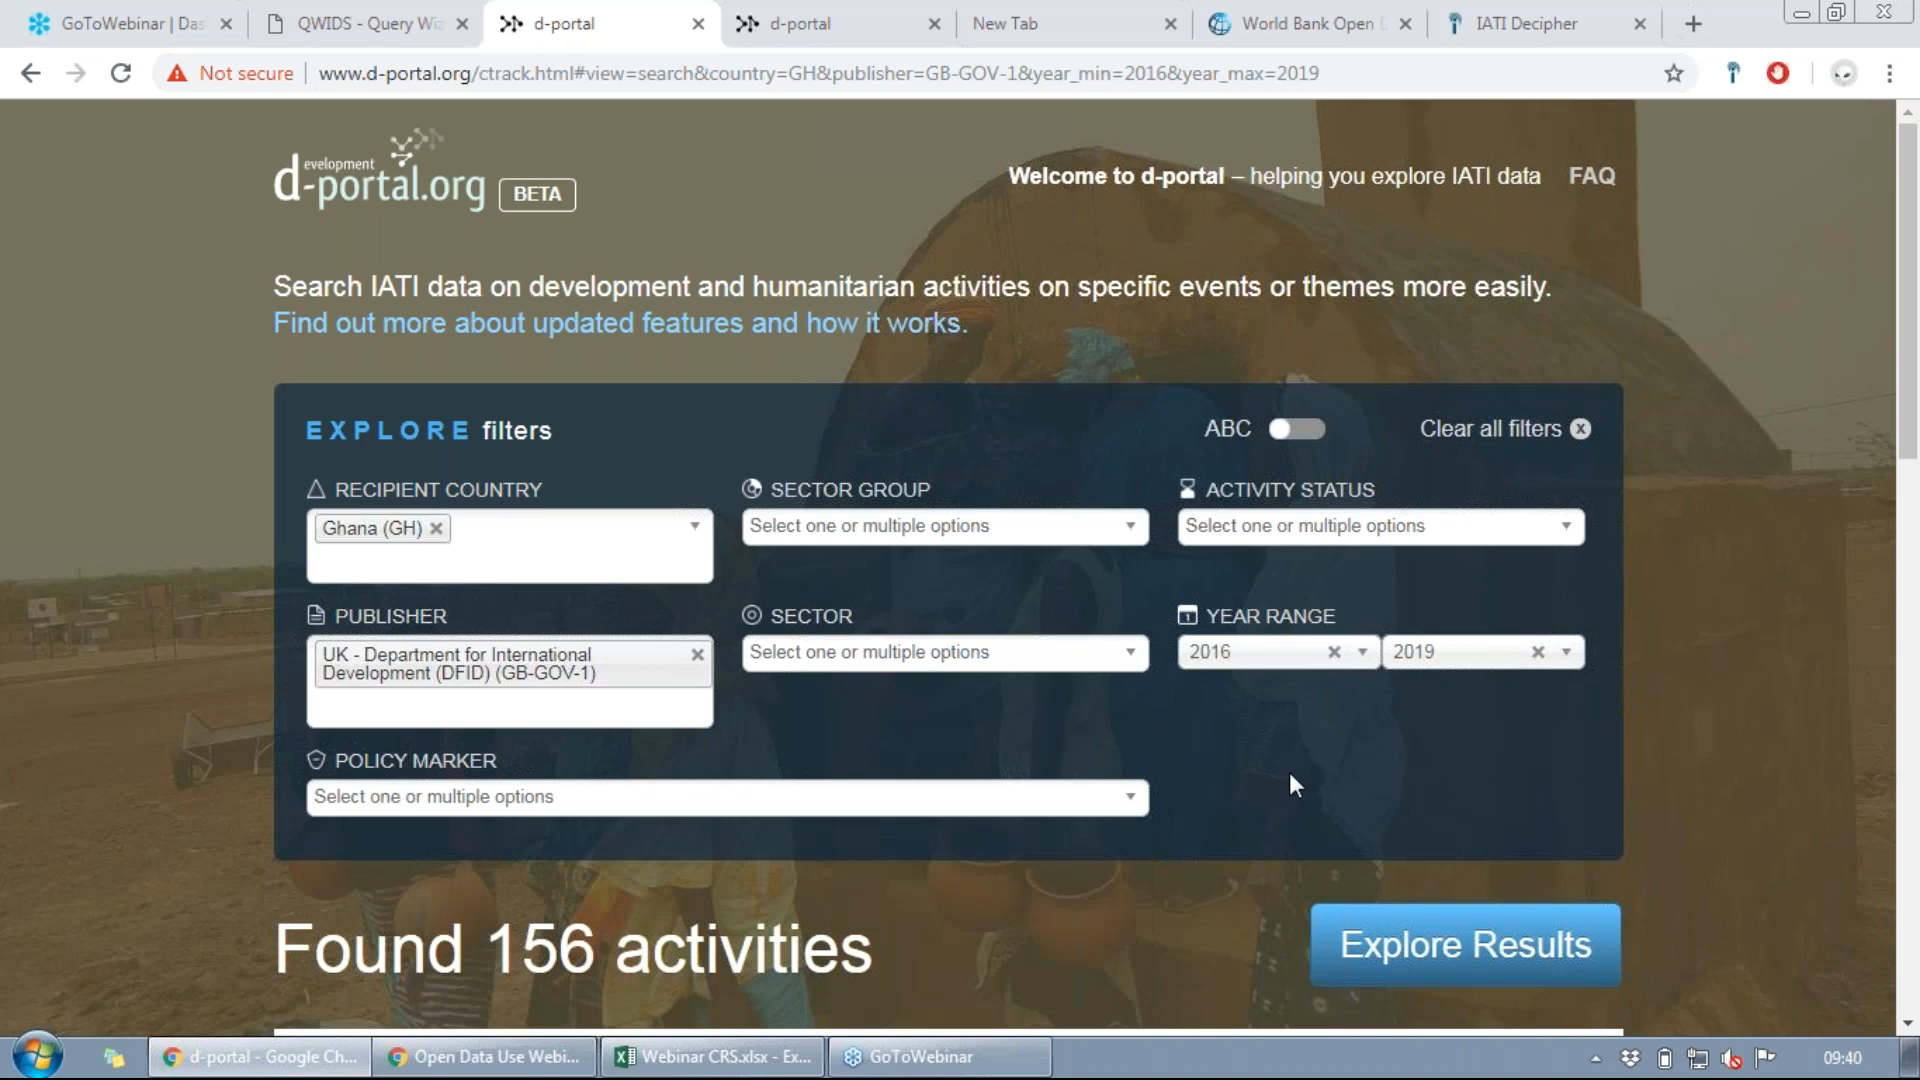 GoToWebinar | Das
QWIDS - Query Wiz
d-portal
d-portal
New Tab
World Bank Open D
IATI Decipher
Not secure
www.d-portal.org/ctrack.html#view=search&country=GH&publisher=GB-GOV-1&year_min=2016&year_max=2019
development
d-portal.org BETA
Welcome to d-portal – helping you explore IATI data FAQ
Search IATI data on development and humanitarian activities on specific events or themes more easily.
Find out more about updated features and how it works.
EXPLORE filters
ABC
Clear all filters
RECIPIENT COUNTRY
SECTOR GROUP
ACTIVITY STATUS
Ghana (GH)
Select one or multiple options
Select one or multiple options
PUBLISHER
SECTOR
YEAR RANGE
UK - Department for International
Development (DFID) (GB-GOV-1)
Select one or multiple options
2016
2019
POLICY MARKER
Select one or multiple options
Found 156 activities
Explore Results
d-portal - Google Ch...
Open Data Use Webi...
Webinar CRS.xlsx - Ex...
GoToWebinar
09:40